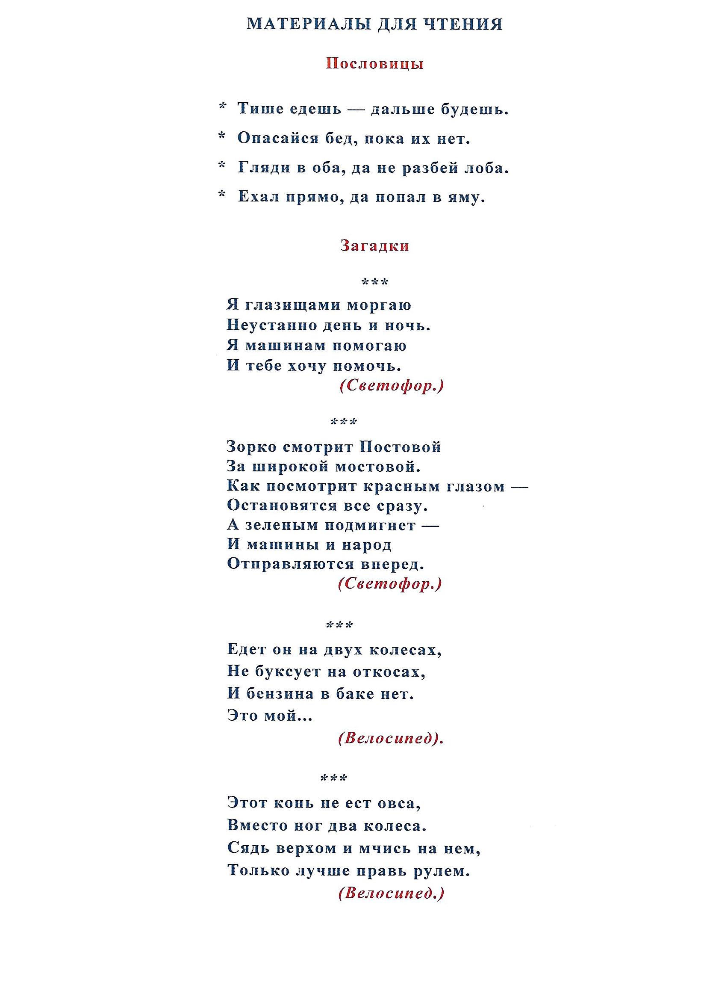 МАТЕРИАЛЫ ДЛЯ ЧТЕНИЯ
Пословицы
* Тише едешь — дальше будешь.
* Опасайся бед, пока их нет.
* Гляди в оба, да не разбей лоба.
* Ехал прямо, да попал в яму.
Загадки
***
Я глазищами моргаю
Неустанно день и ночь.
Я машинам помогаю
И тебе хочу помочь.
(Светофор.)
***
Зорко смотрит Постовой
За широкой мостовой.
Как посмотрит красным глазом —
Остановятся все сразу.
А зеленым подмигнет —
И машины и народ
Отправляются вперед.
(Светофор.)
***
Едет он на двух колесах,
Не буксует на откосах,
И бензина в баке нет.
Это мой...
(Велосипед).
***
Этот конь не ест овса,
Вместо ног два колеса.
Сядь верхом и мчись на нем,
Только лучше правь рулем.
(Велосипед.)